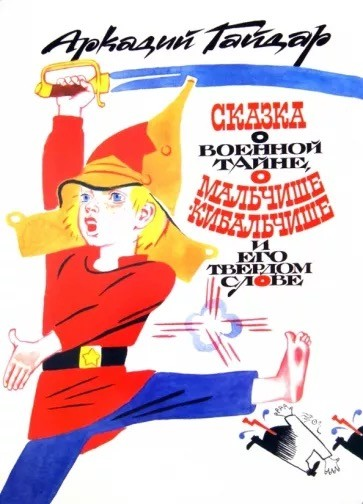 Аркадий Гайдар
СКАЗКА
О
ВОЕННОЙ
ТАЙНЕ,
О
МАЛЬЧИШЕ-
КИБАЛЬЧИШЕ
И
ЕГО
ТВЕРДОМ
СЛОВЕ